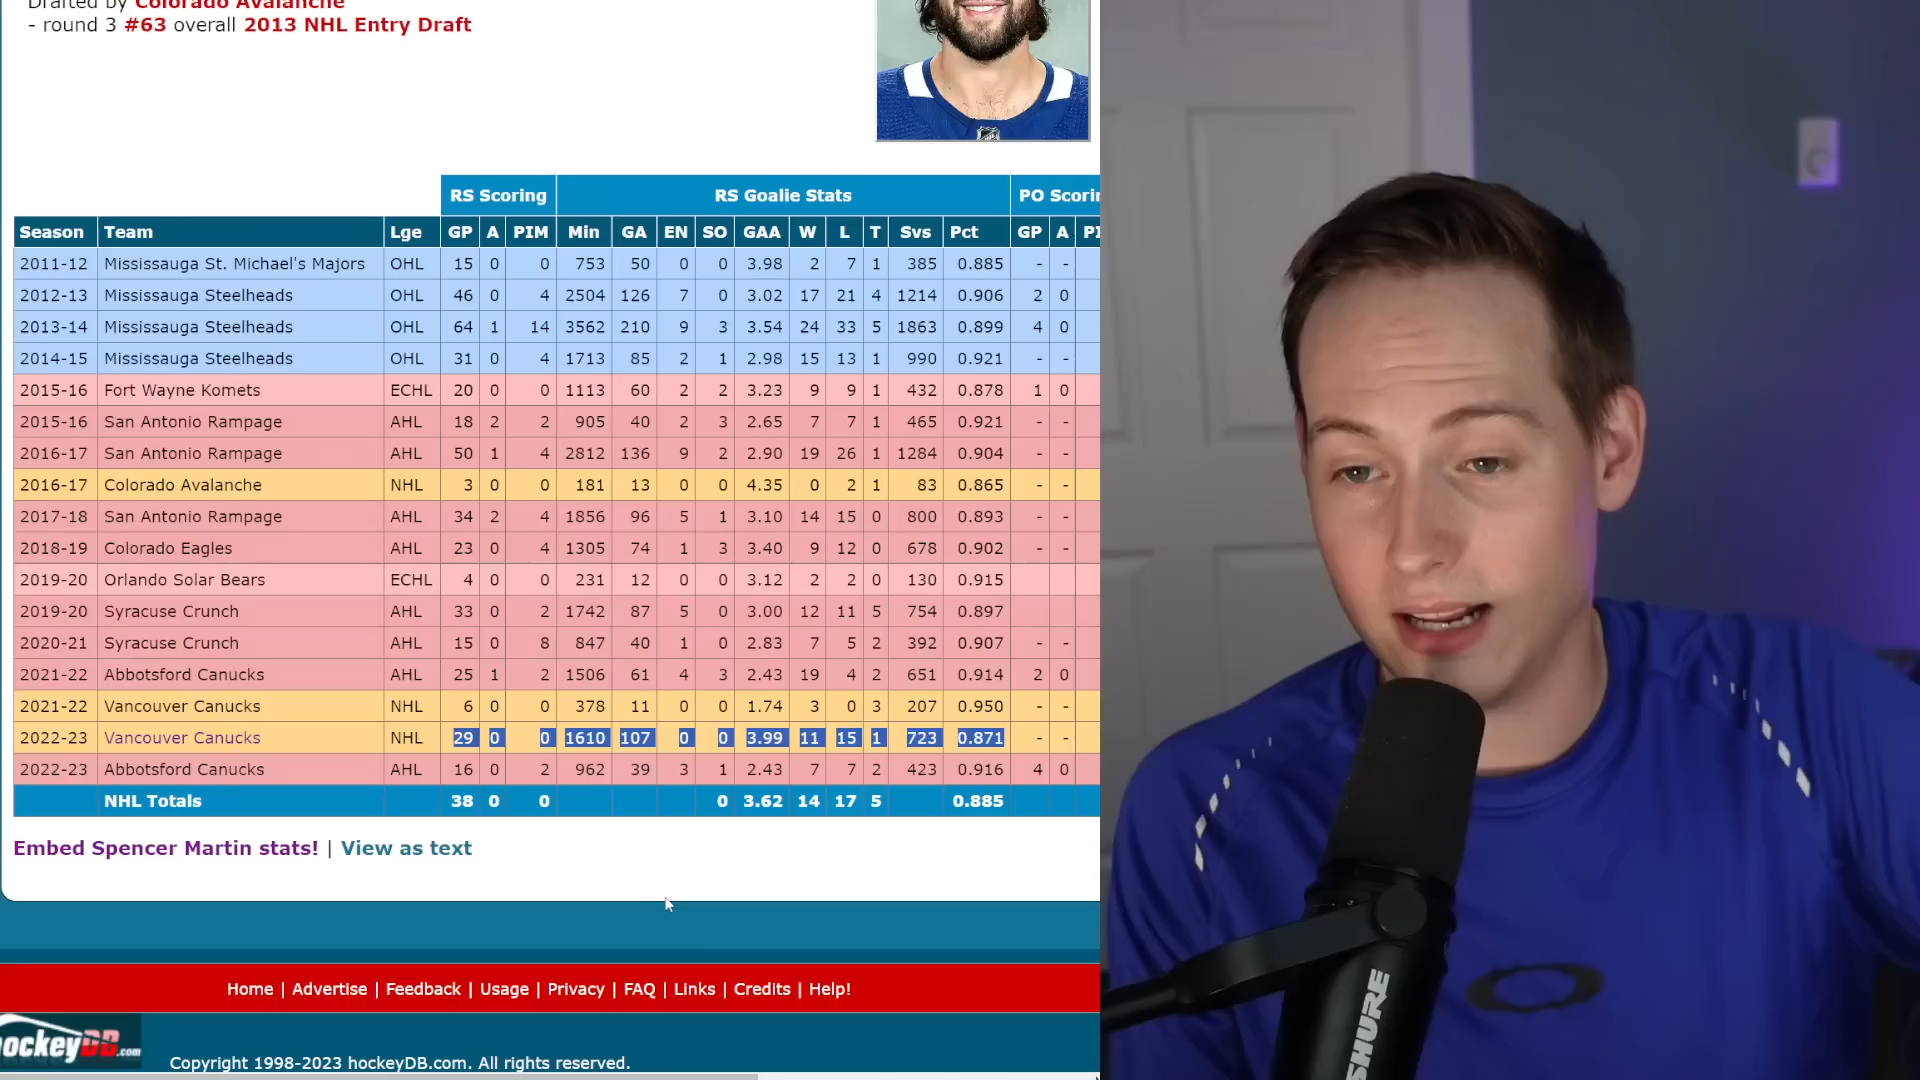 Drafted by Colorado Avalanche
- round 3 #63 overall 2013 NHL Entry Draft
RS Scoring RS Goalie Stats PO Scorin
Season Team Lge GP A PIM Min GA EN SO GAA W L T Svs Pct GP A PI
2011-12 Mississauga St. Michael's Majors OHL 15 0 0 753 50 0 0 3.98 2 7 1 385 0.885 - -
2012-13 Mississauga Steelheads OHL 46 0 4 2504 126 7 0 3.02 17 21 4 1214 0.906 2 0
2013-14 Mississauga Steelheads OHL 64 1 14 3562 210 9 3 3.54 24 33 5 1863 0.899 4 0
2014-15 Mississauga Steelheads OHL 31 0 4 1713 85 2 1 2.98 15 13 1 990 0.921 - -
2015-16 Fort Wayne Komets ECHL 20 0 0 1113 60 2 2 3.23 9 9 1 432 0.878 1 0
2015-16 San Antonio Rampage AHL 18 2 2 905 40 2 3 2.65 7 7 1 465 0.921 - -
2016-17 San Antonio Rampage AHL 50 1 4 2812 136 9 2 2.90 19 26 1 1284 0.904 - -
2016-17 Colorado Avalanche NHL 3 0 0 181 13 0 0 4.35 0 2 1 83 0.865 - -
2017-18 San Antonio Rampage AHL 34 2 4 1856 96 5 1 3.10 14 15 0 800 0.893 - -
2018-19 Colorado Eagles AHL 23 0 4 1305 74 1 3 3.40 9 12 0 678 0.902 - -
2019-20 Orlando Solar Bears ECHL 4 0 0 231 12 0 0 3.12 2 2 0 130 0.915
2019-20 Syracuse Crunch AHL 33 0 2 1742 87 5 0 3.00 12 11 5 754 0.897
2020-21 Syracuse Crunch AHL 15 0 8 847 40 1 0 2.83 7 5 2 392 0.907 - -
2021-22 Abbotsford Canucks AHL 25 1 2 1506 61 4 3 2.43 19 4 2 651 0.914 2 0
2021-22 Vancouver Canucks NHL 6 0 0 378 11 0 0 1.74 3 0 3 207 0.950 - -
2022-23 Vancouver Canucks NHL 29 0 0 1610 107 0 0 3.99 11 15 1 723 0.871 - -
2022-23 Abbotsford Canucks AHL 16 0 2 962 39 3 1 2.43 7 7 2 423 0.916 4 0
NHL Totals 38 0 0 0 3.62 14 17 5 0.885
Embed Spencer Martin stats! | View as text
Home | Advertise | Feedback | Usage | Privacy | FAQ | Links | Credits | Help!
hockeyDB.com Copyright 1998-2023 hockeyDB.com. All rights reserved.
SHURE